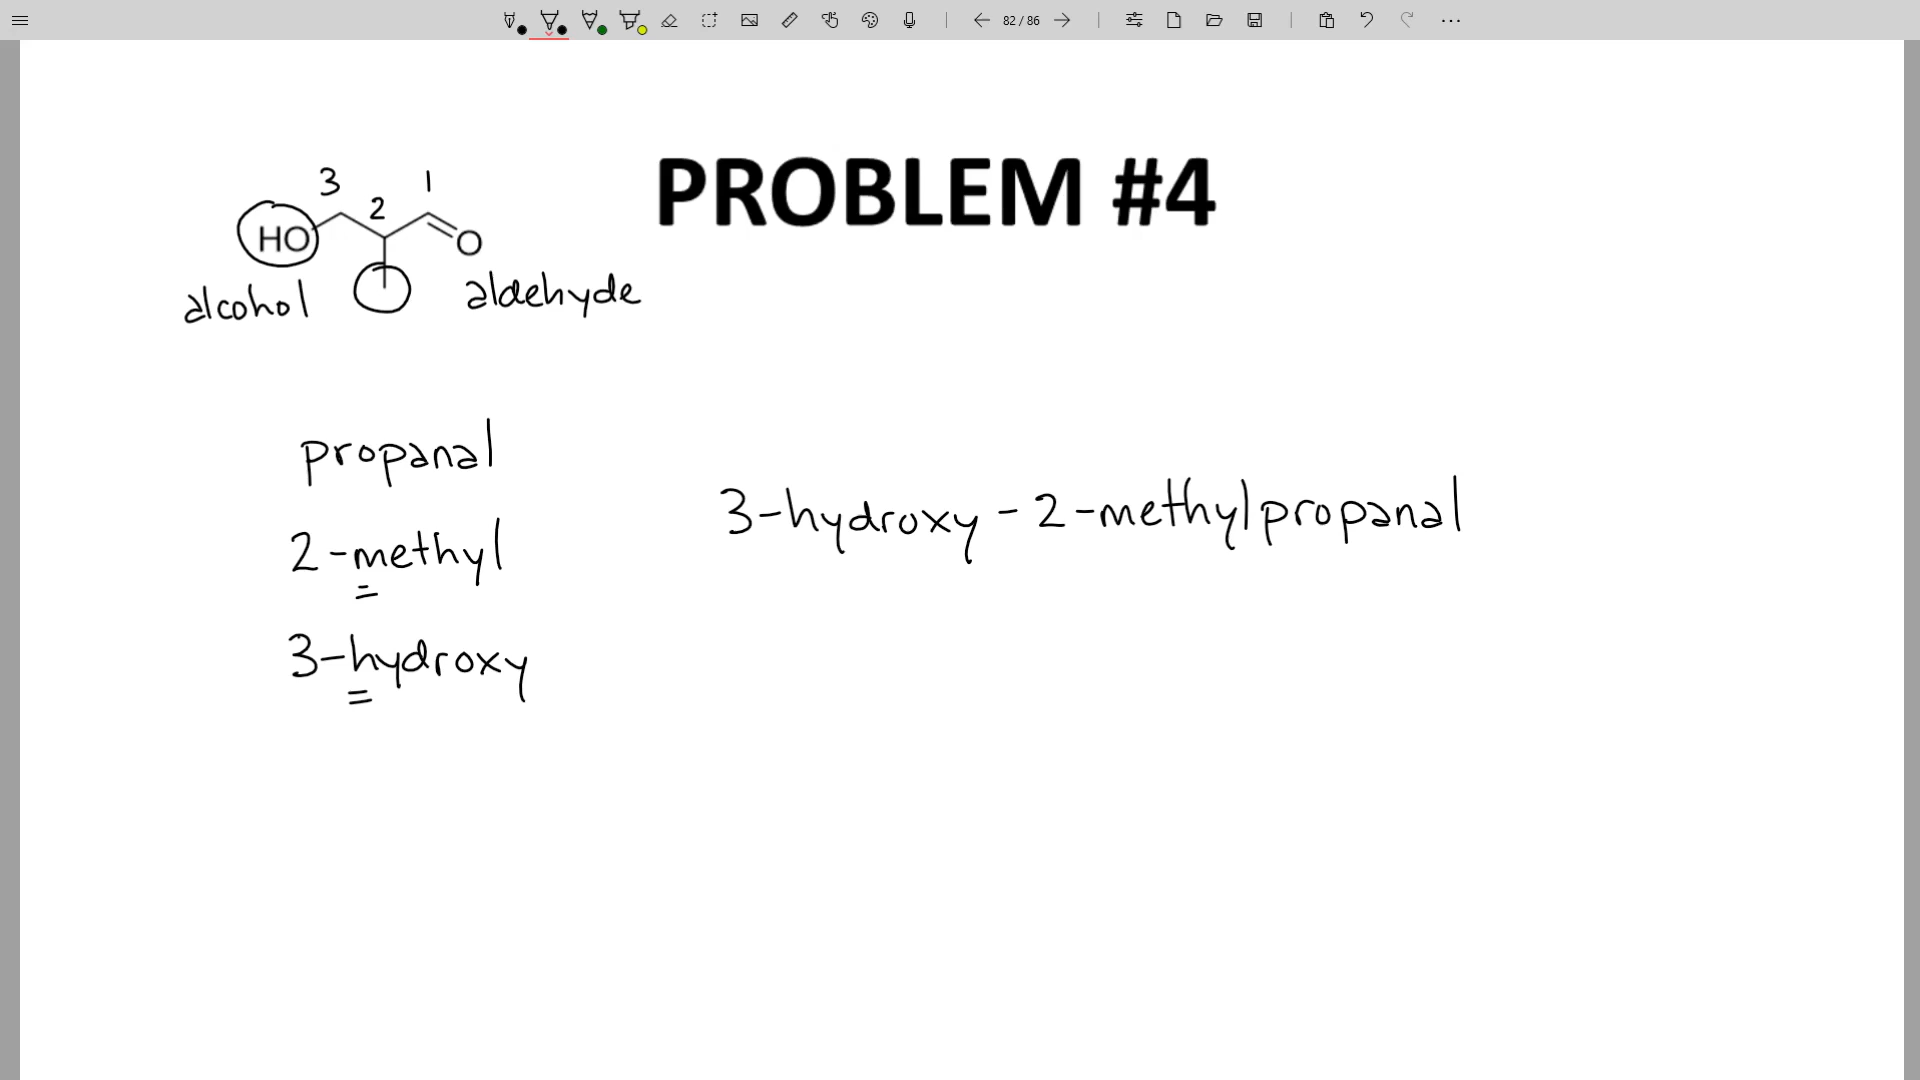 82 / 86
PROBLEM #4
3 2 1
HO O
alcohol aldehyde
propanal
2-methyl
3-hydroxy
3-hydroxy-2-methylpropanal